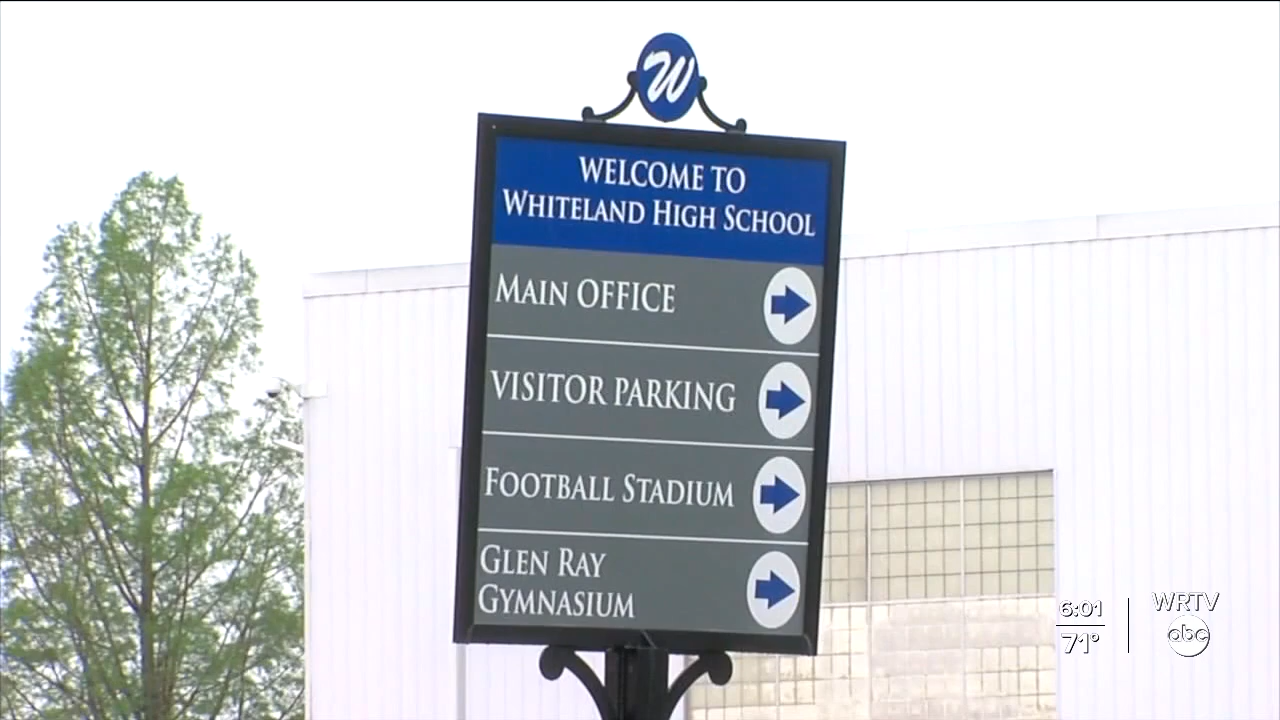 W
WELCOME TO
WHITELAND HIGH SCHOOL
MAIN OFFICE
VISITOR PARKING
FOOTBALL STADIUM
GLEN RAY
GYMNASIUM
6:01
71°
WRTV
abc